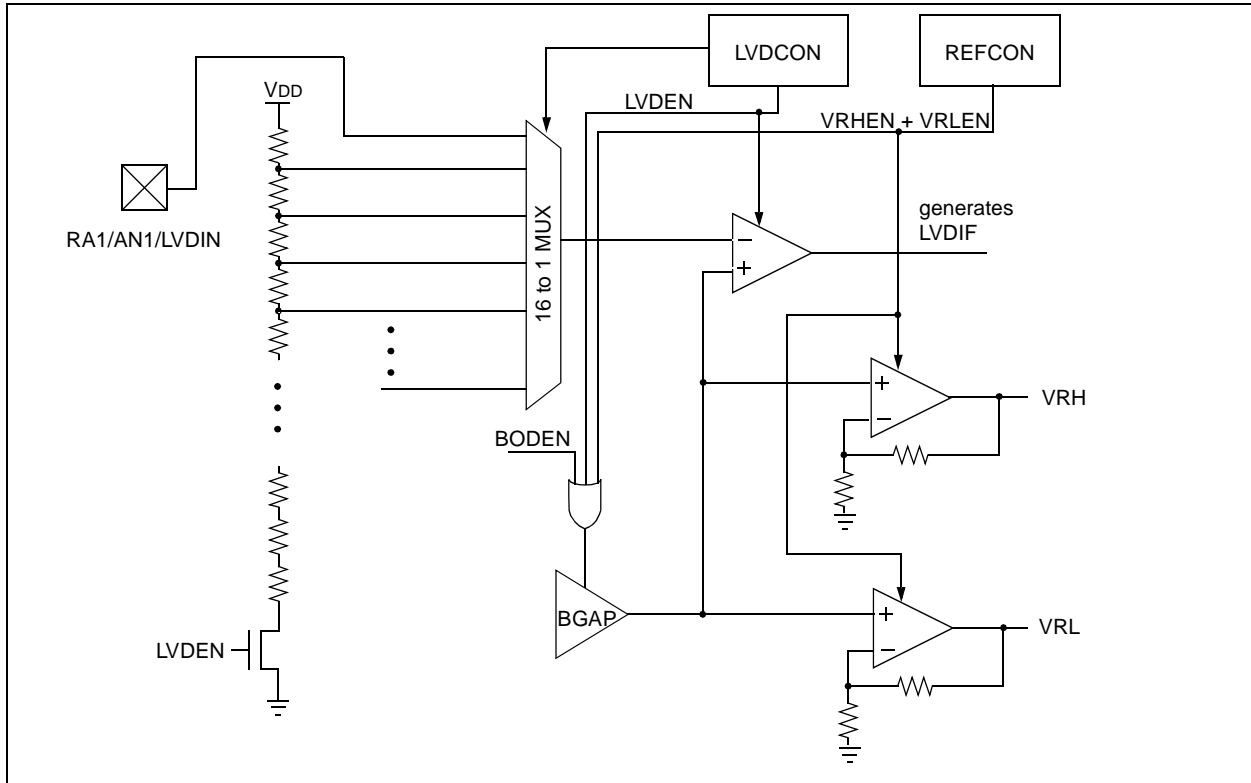 LVDCON
REFCON
VDD
LVDEN
VRHEN + VRLEN
RA1/AN1/LVDIN
16 to 1 MUX
generates
LVDIF
−
+
+
−
VRH
BODEN
BGAP
+
−
VRL
LVDEN